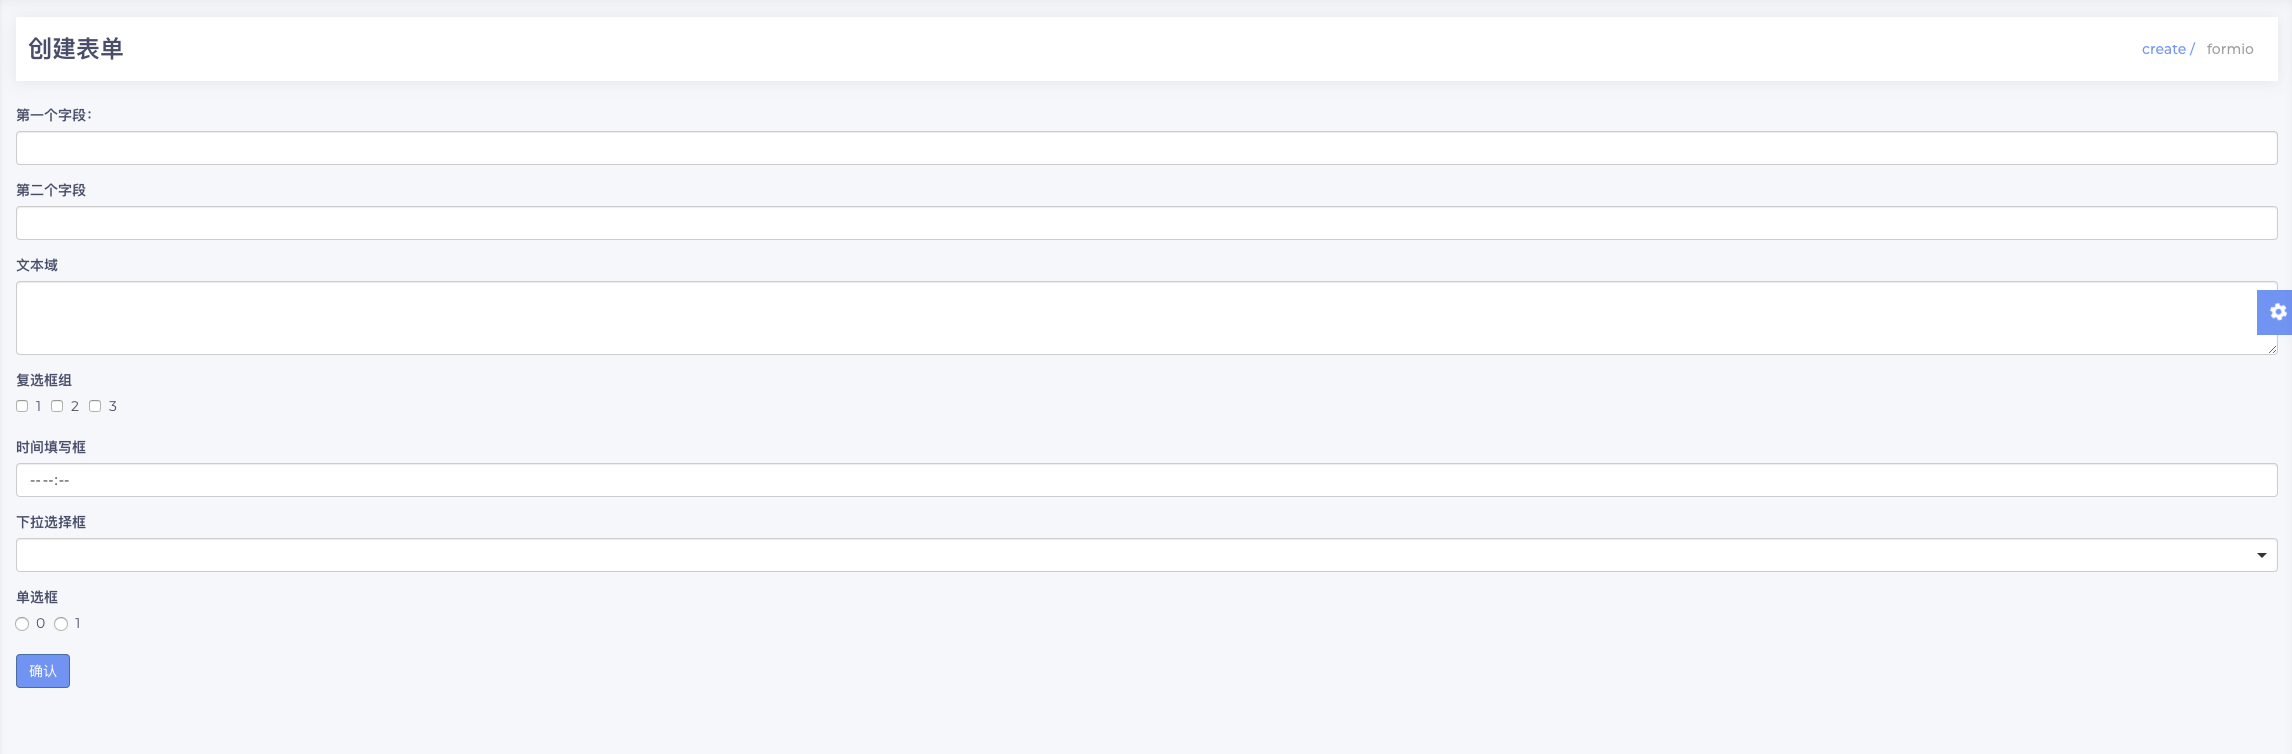 创建表单
create / formio
第一个字段:
第二个字段
文本域
复选框组
1 2 3
时间填写框
-- --:--
下拉选择框
单选框
0 1
确认